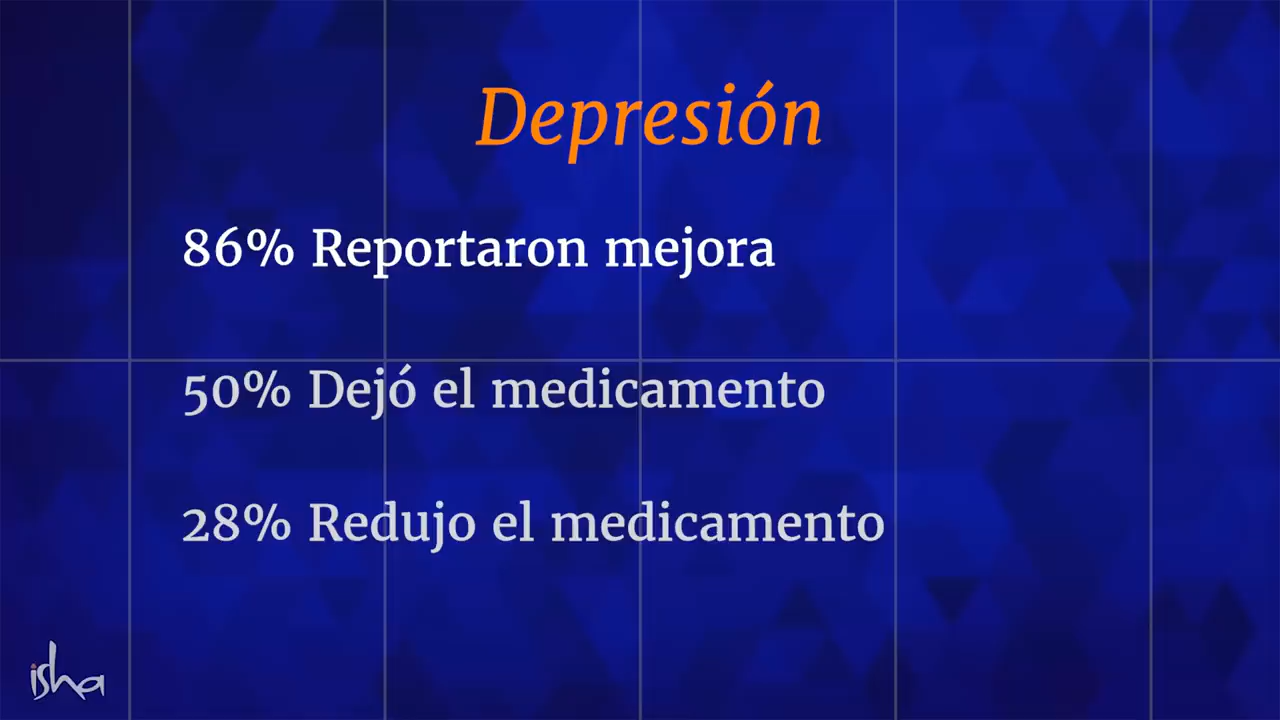 Depresión
86% Reportaron mejora
50% Dejó el medicamento
28% Redujo el medicamento
isha